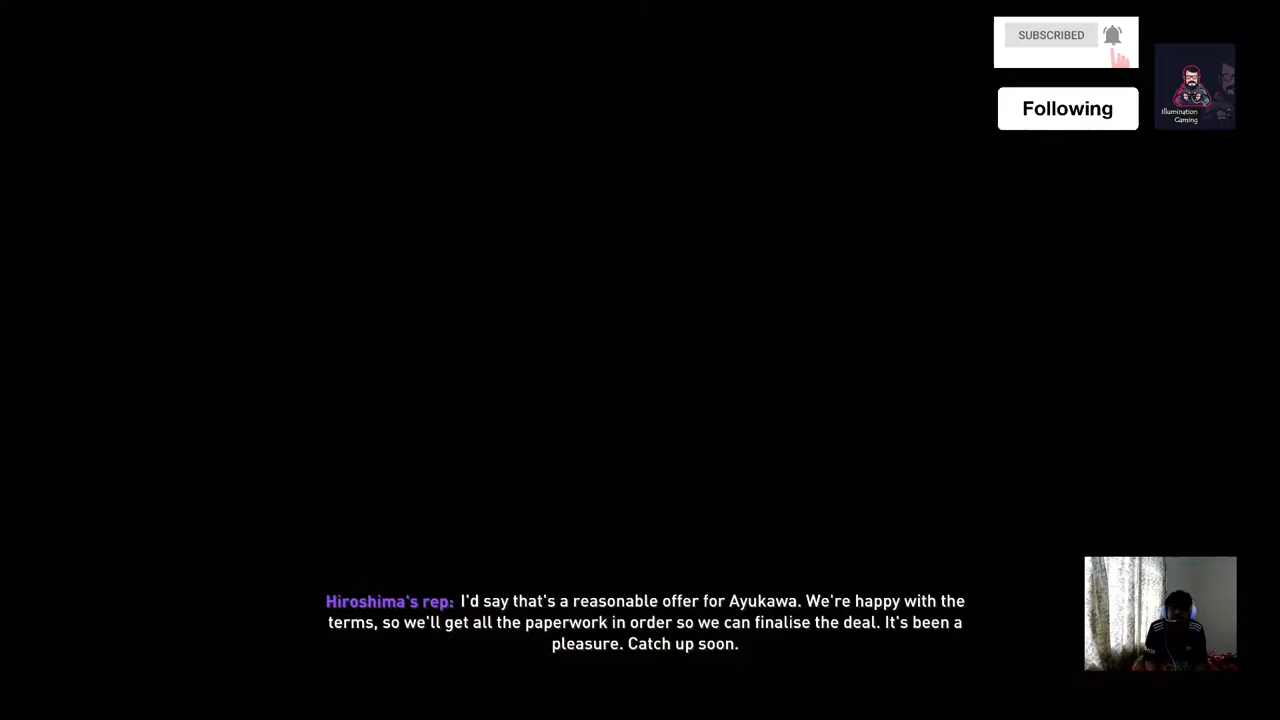 SUBSCRIBED
Illumination
Gaming
Following
Hiroshima's rep: I'd say that's a reasonable offer for Ayukawa. We're happy with the
terms, so we'll get all the paperwork in order so we can finalise the deal. It's been a
pleasure. Catch up soon.